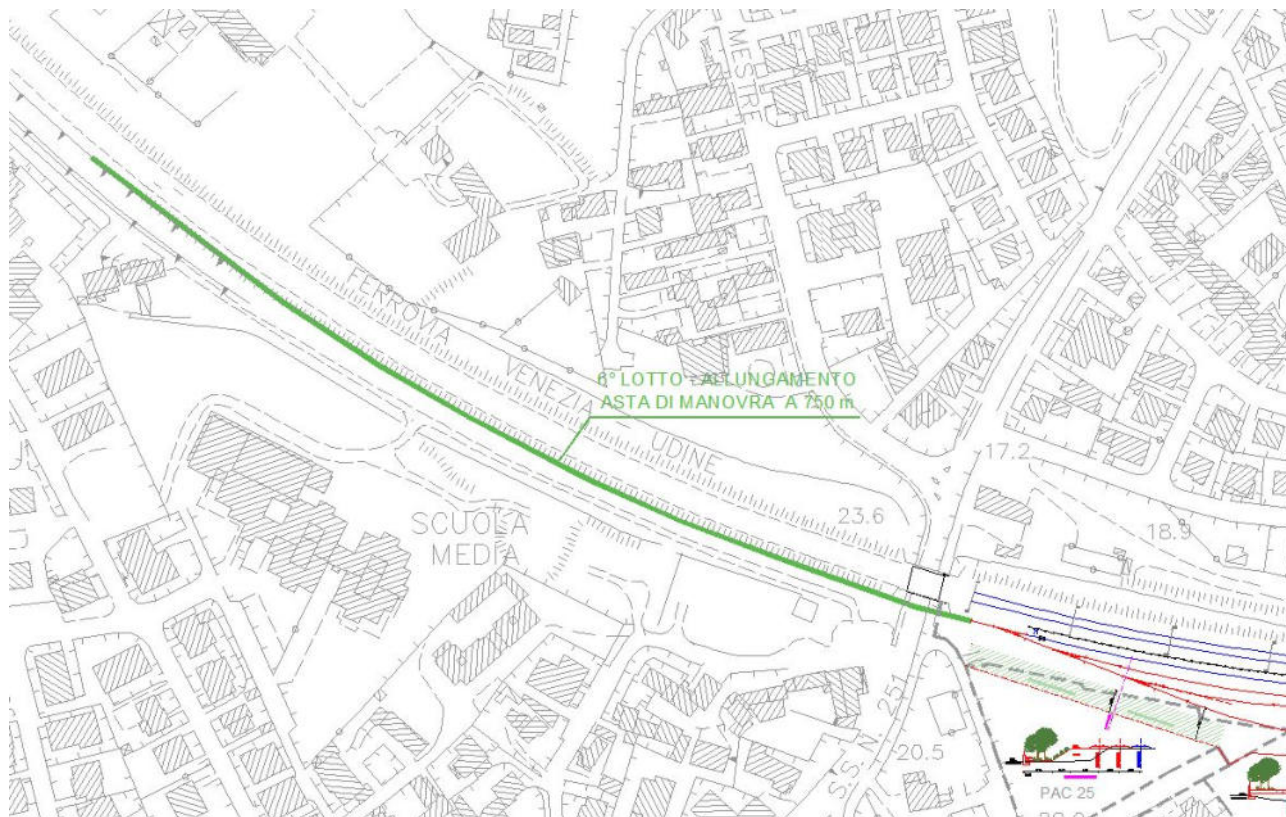 MESTRE
FERROVIA
VENEZIA
UDINE
6° LOTTO - ALLUNGAMENTO
ASTA DI MANOVRA A 750 m
17.2
23.6
18.9
SCUOLA
MEDIA
20.5
PAC 25